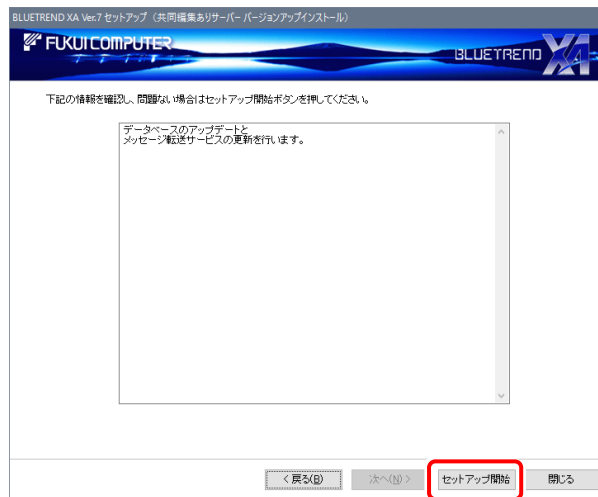 BLUETREND XA Ver.7 セットアップ（共同編集ありサーバー バージョンアップインストール）
FUKUI COMPUTER
BLUETREND XA
下記の情報を確認し、問題ない場合はセットアップ開始ボタンを押してください。
データベースのアップデートと
メッセージ転送サービスの更新を行います。
< 戻る(B) 次へ(N) > セットアップ開始 閉じる